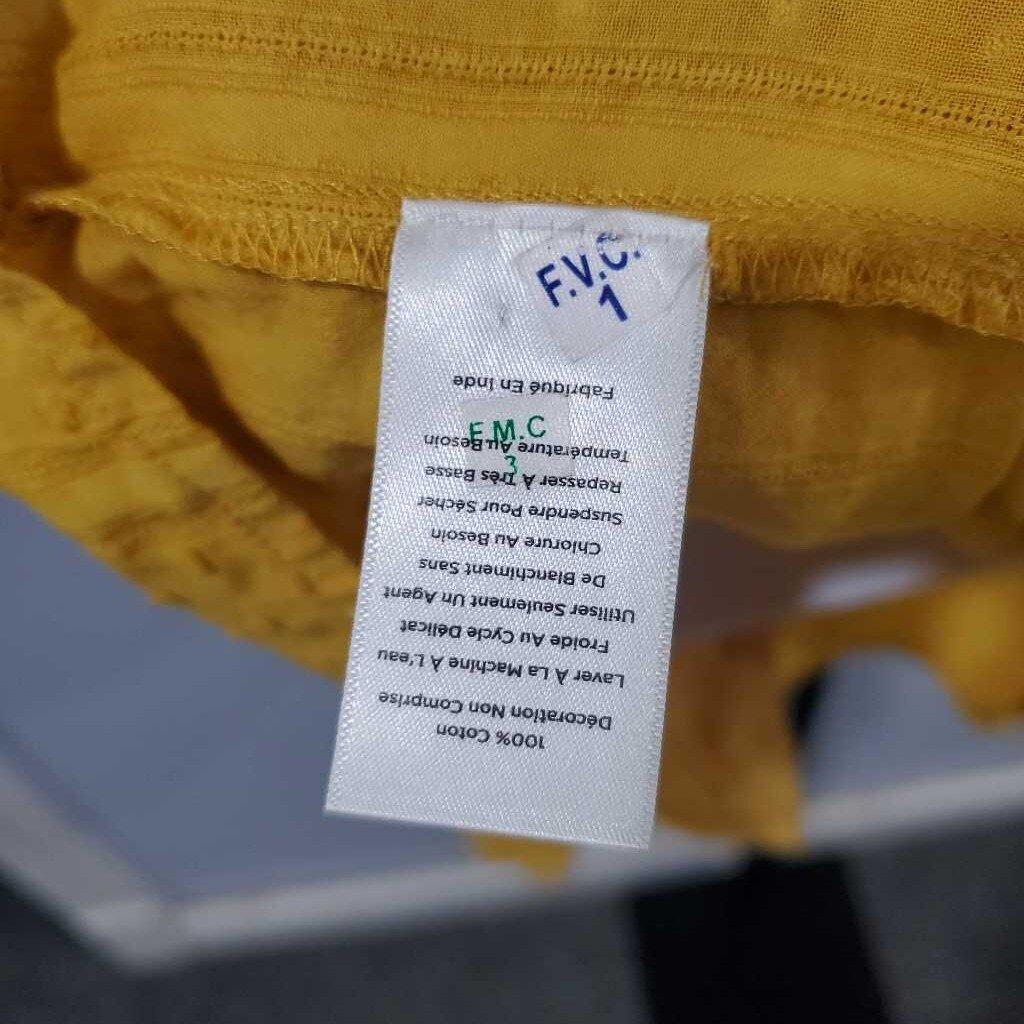 100% Coton
Décoration Non Comprise
Laver À La Machine À L'eau
Froide Au Cycle Délicat
Utiliser Seulement Un Agent
De Blanchiment Sans
Chlorure Au Besoin
Suspendre Pour Sécher
Repasser À Très Basse
Température Au Besoin
Fabriqué En Inde
F.M.C
3
F.V.C.
1